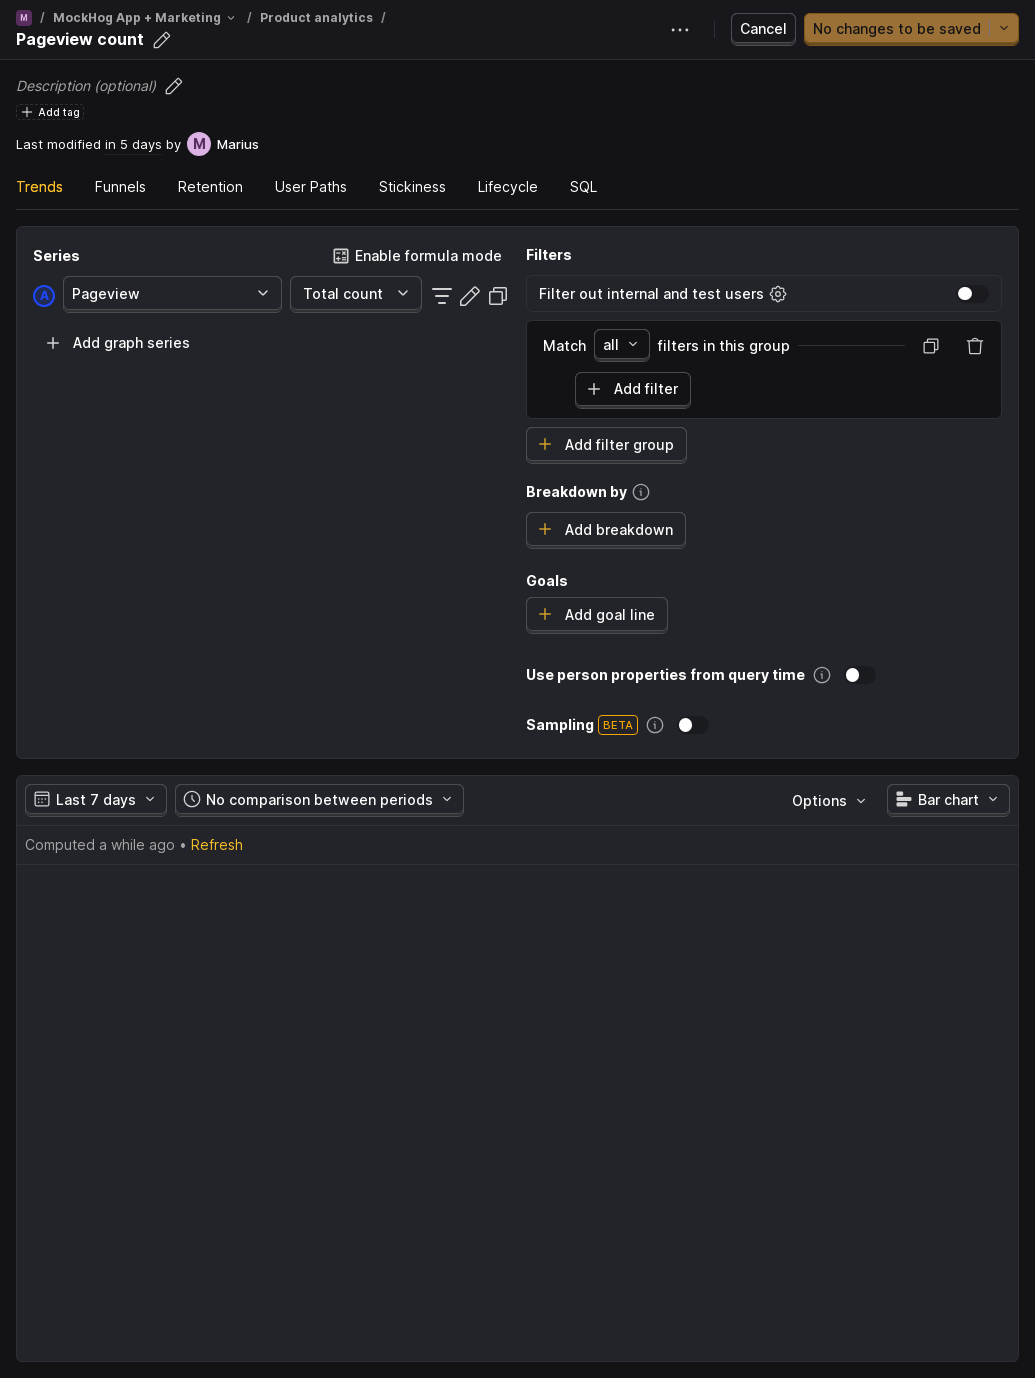 M / MockHog App + Marketing / Product analytics /
Pageview count
Cancel
No changes to be saved
Description (optional)
Add tag
Last modified in 5 days by M Marius
Trends Funnels Retention User Paths Stickiness Lifecycle SQL
Series
Enable formula mode
A Pageview Total count
Add graph series
Filters
Filter out internal and test users
Match all filters in this group
Add filter
Add filter group
Breakdown by
Add breakdown
Goals
Add goal line
Use person properties from query time
Sampling BETA
Last 7 days No comparison between periods Options Bar chart
Computed a while ago • Refresh